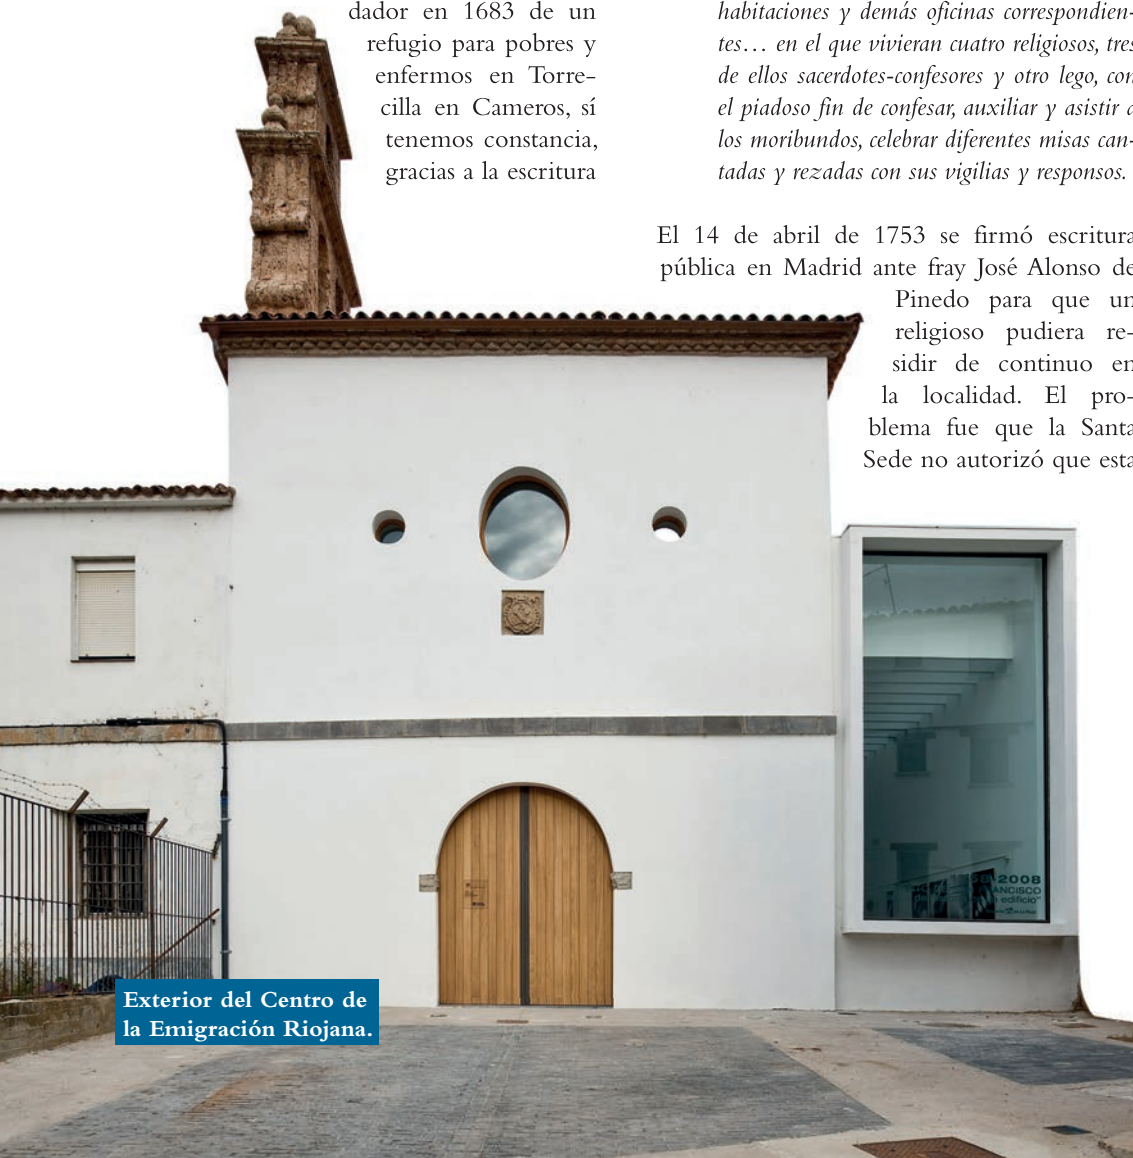 dador en 1683 de un
refugio para pobres y
enfermos en Torre-
cilla en Cameros, sí
tenemos constancia,
gracias a la escritura
habitaciones y demás oficinas correspondien-
tes… en el que vivieran cuatro religiosos, tres
de ellos sacerdotes-confesores y otro lego, con
el piadoso fin de confesar, auxiliar y asistir a
los moribundos, celebrar diferentes misas can-
tadas y rezadas con sus vigilias y responsos.
El 14 de abril de 1753 se firmó escritura
pública en Madrid ante fray José Alonso de
Pinedo para que un
religioso pudiera re-
sidir de continuo en
la localidad. El pro-
blema fue que la Santa
Sede no autorizó que esta
2008
edificio"
Exterior del Centro de
la Emigración Riojana.